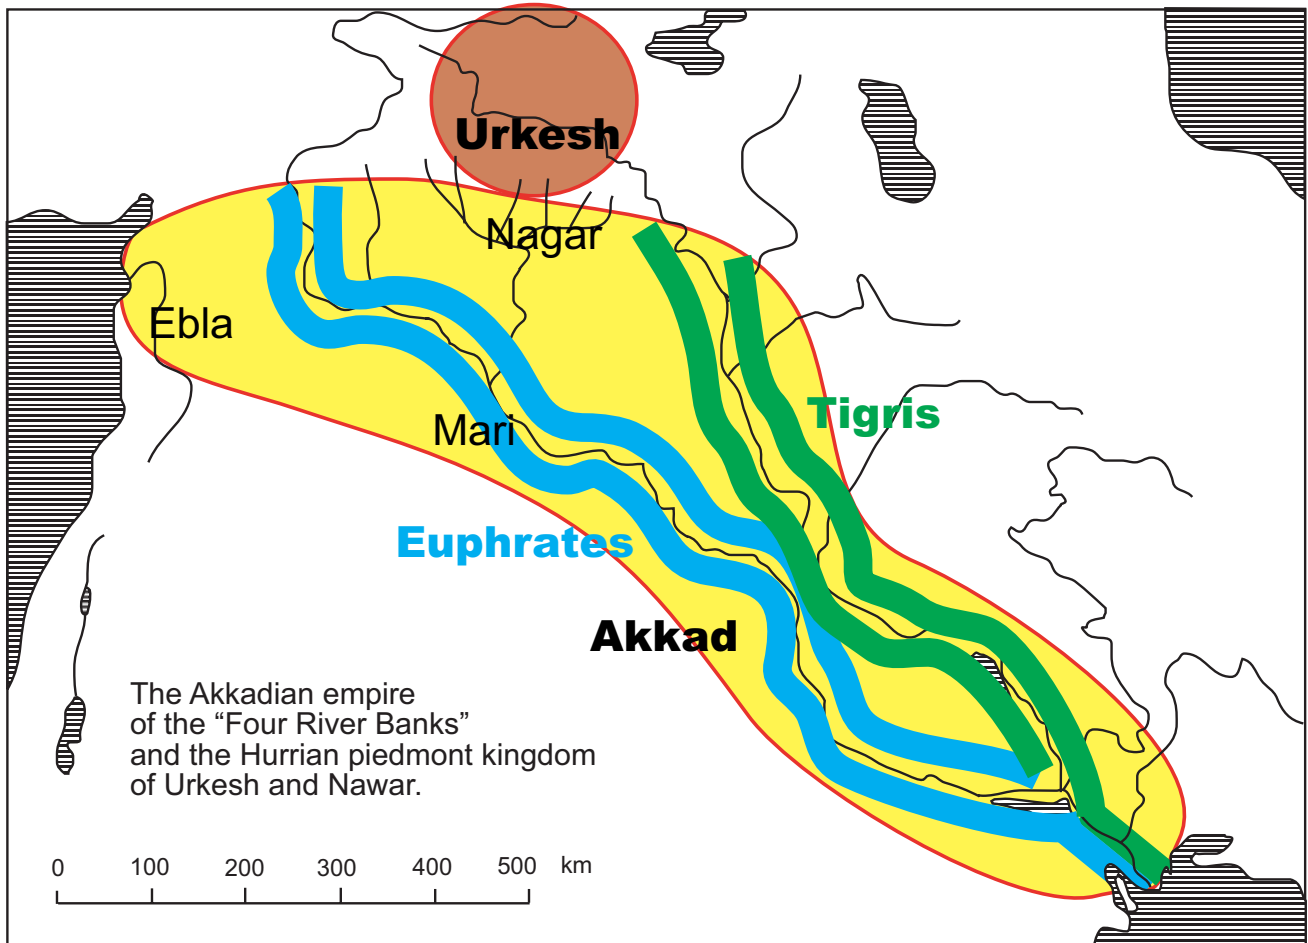 Urkesh
Nagar
Ebla
Tigris
Mari
Euphrates
Akkad
The Akkadian empire
of the “Four River Banks”
and the Hurrian piedmont kingdom
of Urkesh and Nawar.
0 100 200 300 400 500 km